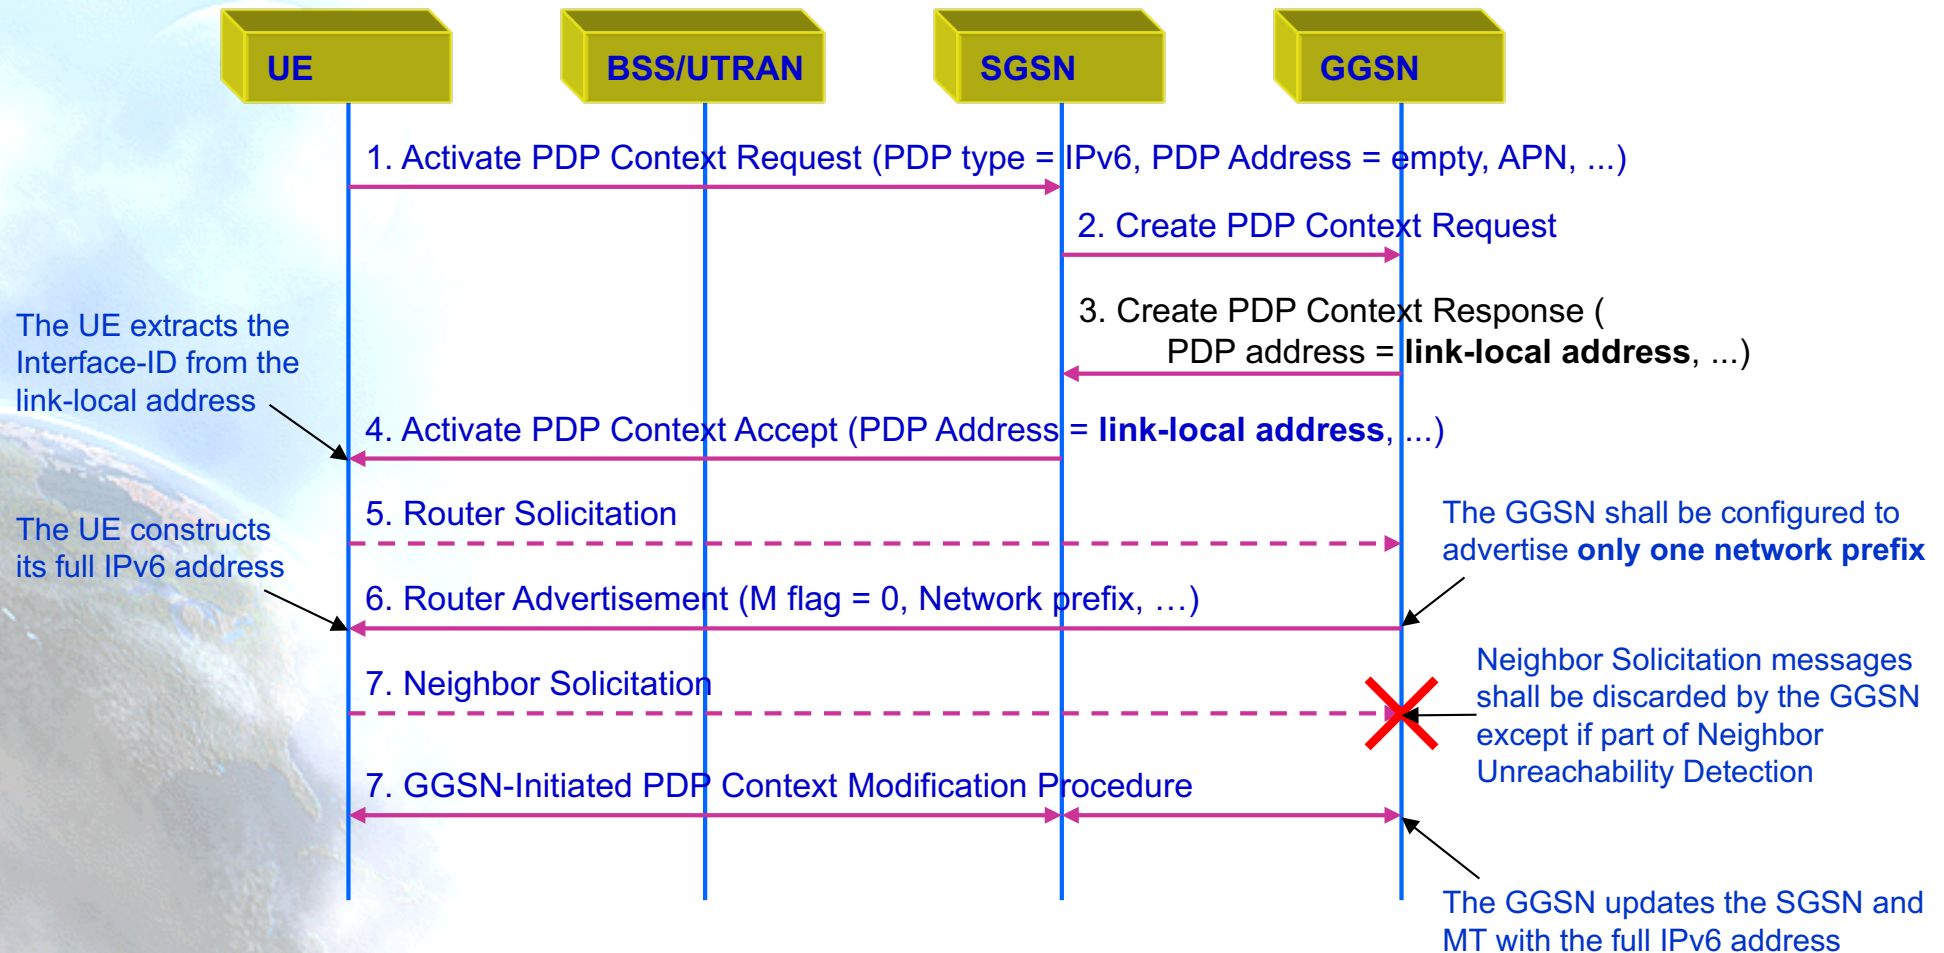 UE
BSS/UTRAN
SGSN
GGSN
1. Activate PDP Context Request (PDP type = IPv6, PDP Address = empty, APN, ...)
2. Create PDP Context Request
3. Create PDP Context Response (
PDP address = link-local address, ...)
The UE extracts the
Interface-ID from the
link-local address
4. Activate PDP Context Accept (PDP Address = link-local address, ...)
5. Router Solicitation
The GGSN shall be configured to
advertise only one network prefix
The UE constructs
its full IPv6 address
6. Router Advertisement (M flag = 0, Network prefix, …)
7. Neighbor Solicitation
Neighbor Solicitation messages
shall be discarded by the GGSN
except if part of Neighbor
Unreachability Detection
7. GGSN-Initiated PDP Context Modification Procedure
The GGSN updates the SGSN and
MT with the full IPv6 address